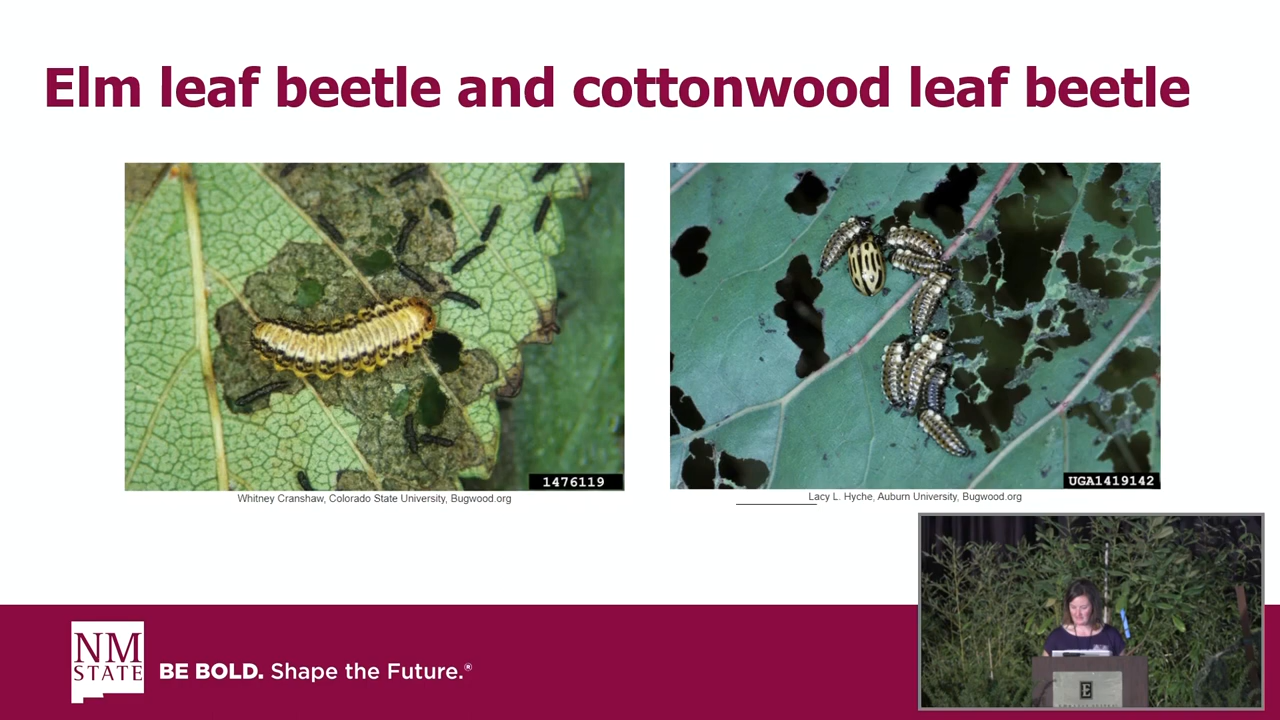 Elm leaf beetle and cottonwood leaf beetle
1476119
UGA1419142
Whitney Cranshaw, Colorado State University, Bugwood.org
Lacy L. Hyche, Auburn University, Bugwood.org
NM
STATE
BE BOLD. Shape the Future.®
E